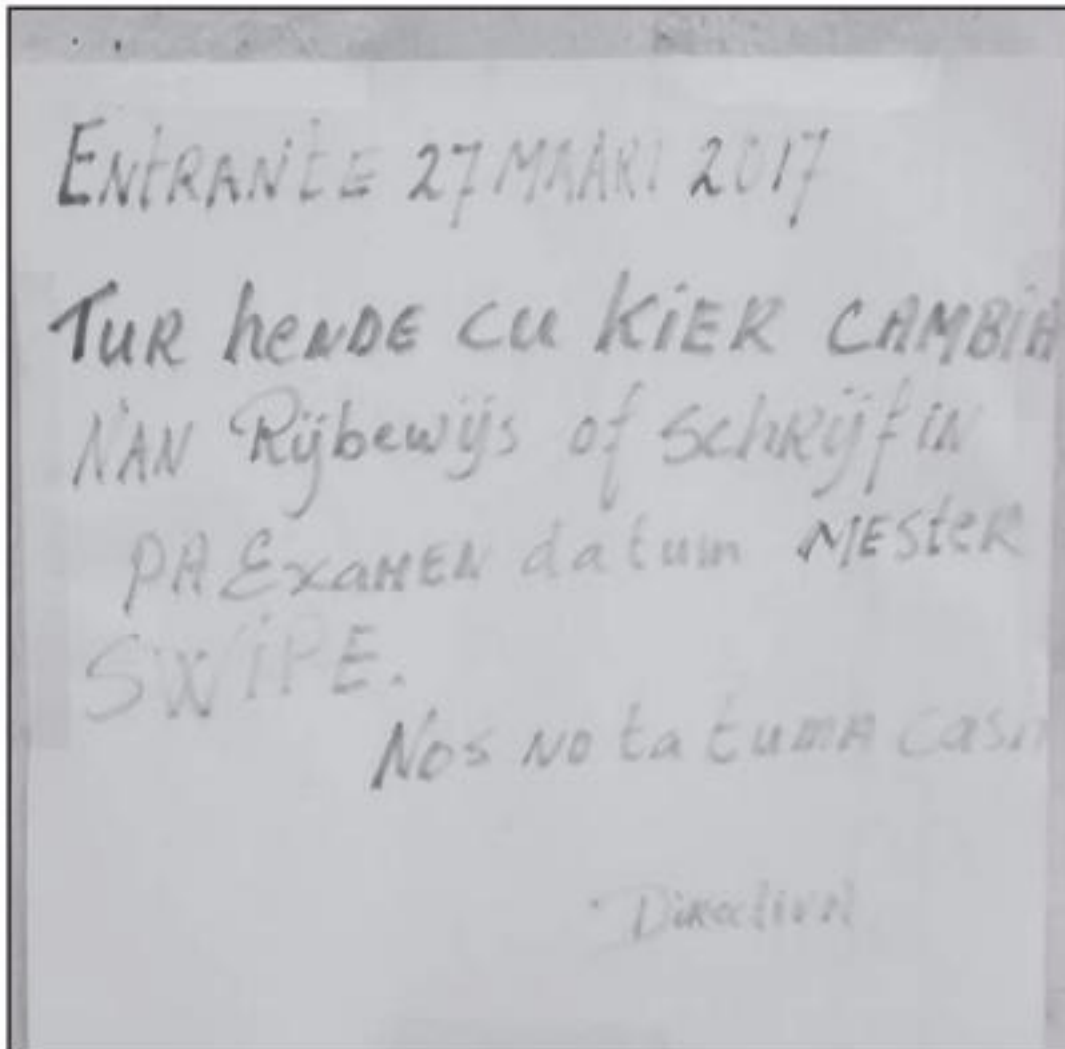 ENTRANTE 27 MAART 2017
TUR hENDE CU KiER CAMBIA
NAN Rijbewijs of SchRijf IN
PA ExaMEN datum MESTER
SWIPE.
Nos No ta tumA casH
Directiva